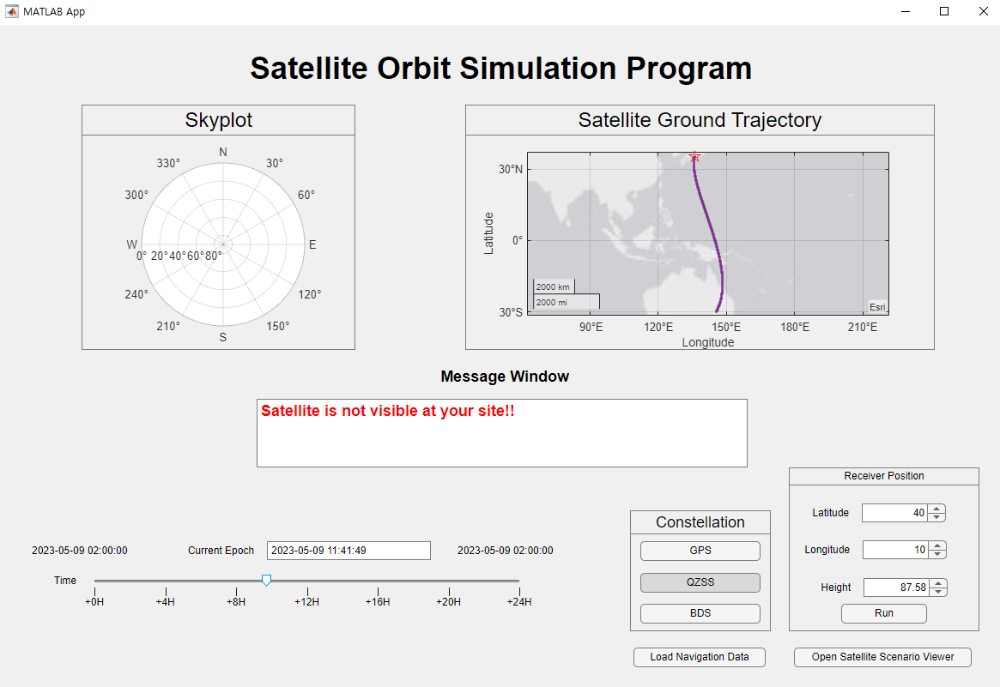 MATLAB App
Satellite Orbit Simulation Program
Skyplot
N
330° 30°
300° 60°
W E
0° 20° 40° 60° 80°
240° 120°
210° 150°
S
Satellite Ground Trajectory
30°N
0°
30°S
Latitude
2000 km
2000 mi
Esri
90°E 120°E 150°E 180°E 210°E
Longitude
Message Window
Satellite is not visible at your site!!
2023-05-09 02:00:00 Current Epoch 2023-05-09 11:41:49 2023-05-09 02:00:00
Time
+0H +4H +8H +12H +16H +20H +24H
Constellation
GPS
QZSS
BDS
Load Navigation Data
Receiver Position
Latitude 40
Longitude 10
Height 87.58
Run
Open Satellite Scenario Viewer